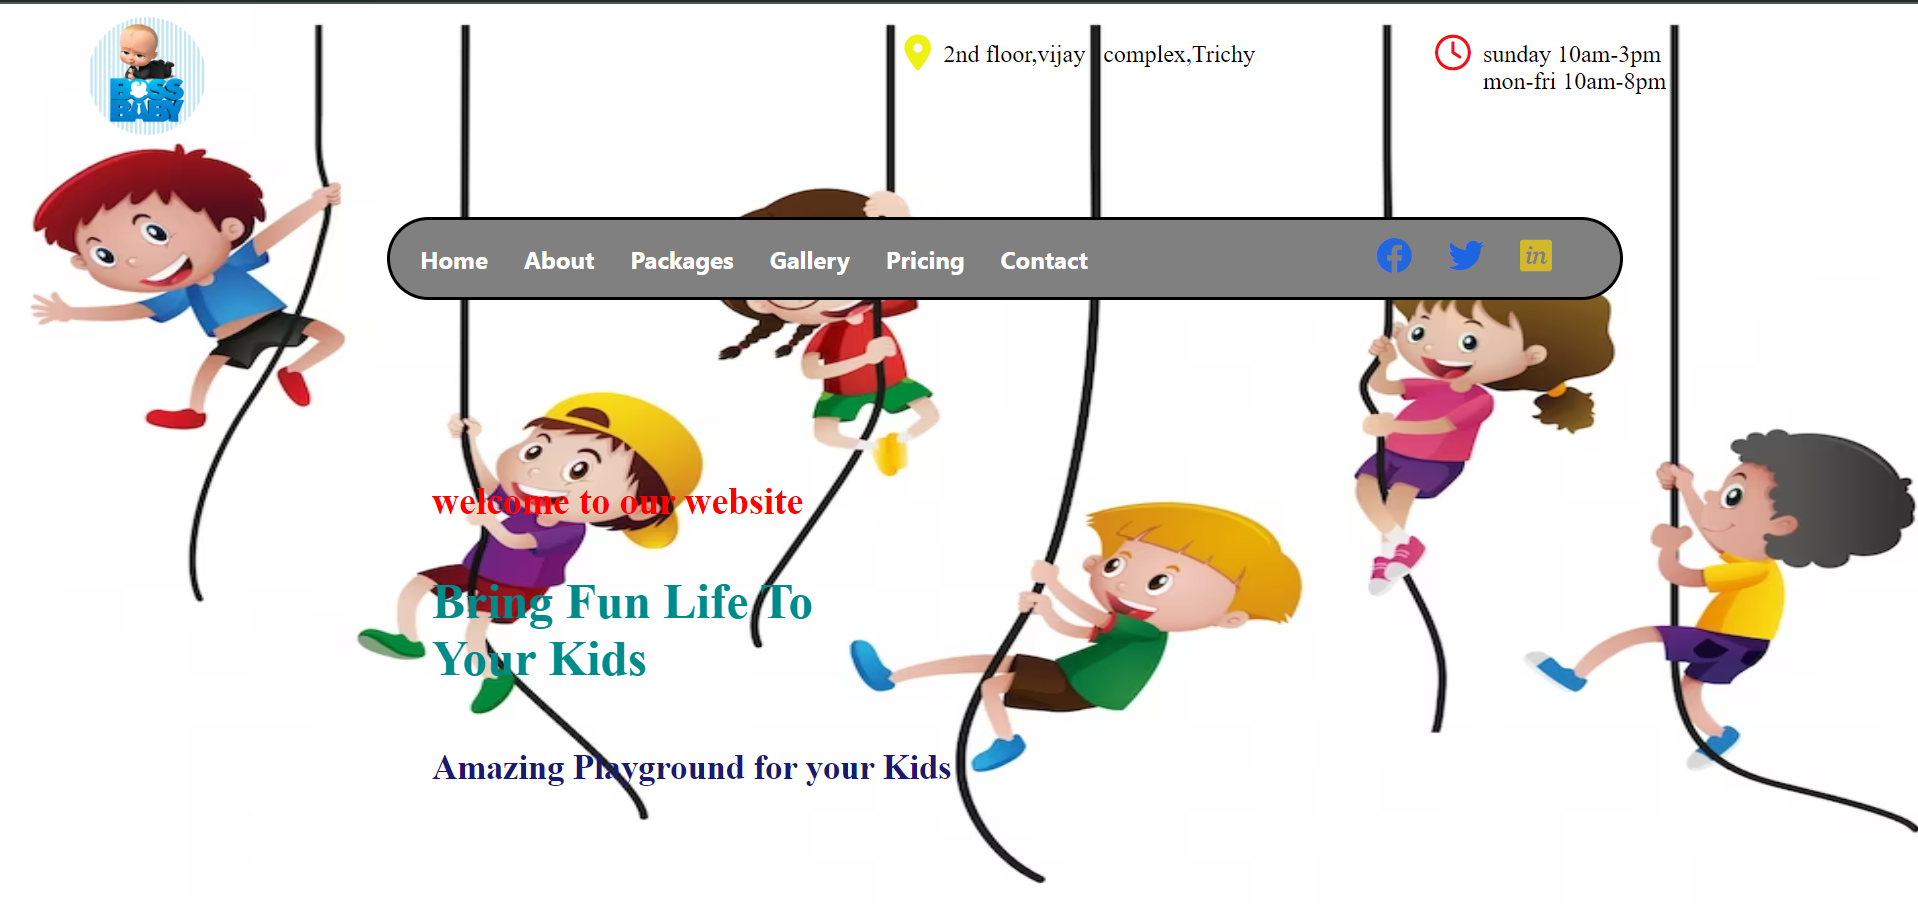 BOSS
BABY
2nd floor,vijay complex,Trichy
sunday 10am-3pm
mon-fri 10am-8pm
Home About Packages Gallery Pricing Contact
in
welcome to our website
Bring Fun Life To
Your Kids
Amazing Playground for your Kids